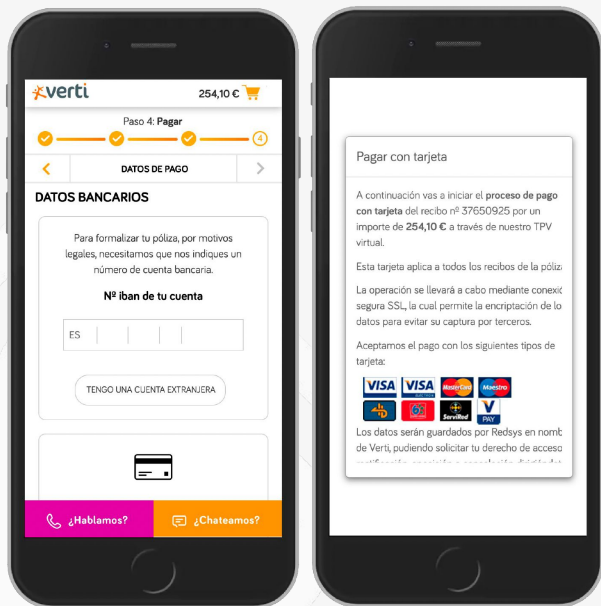 verti
254,10 €
Paso 4: Pagar
4
DATOS DE PAGO
DATOS BANCARIOS
Para formalizar tu póliza, por motivos
legales, necesitamos que nos indiques un
número de cuenta bancaria.
Nº iban de tu cuenta
ES
TENGO UNA CUENTA EXTRANJERA
¿Hablamos?
¿Chateamos?
Pagar con tarjeta
A continuación vas a iniciar el proceso de pago
con tarjeta del recibo nº 37650925 por un
importe de 254,10 € a través de nuestro TPV
virtual.
Esta tarjeta aplica a todos los recibos de la póliza
La operación se llevará a cabo mediante conexió
segura SSL, la cual permite la encriptación de lo
datos para evitar su captura por terceros.
Aceptamos el pago con los siguientes tipos de
tarjeta:
VISA VISA MasterCard Maestro
ServiRed V PAY
Los datos serán guardados por Redsys en nomb
de Verti, pudiendo solicitar tu derecho de acceso